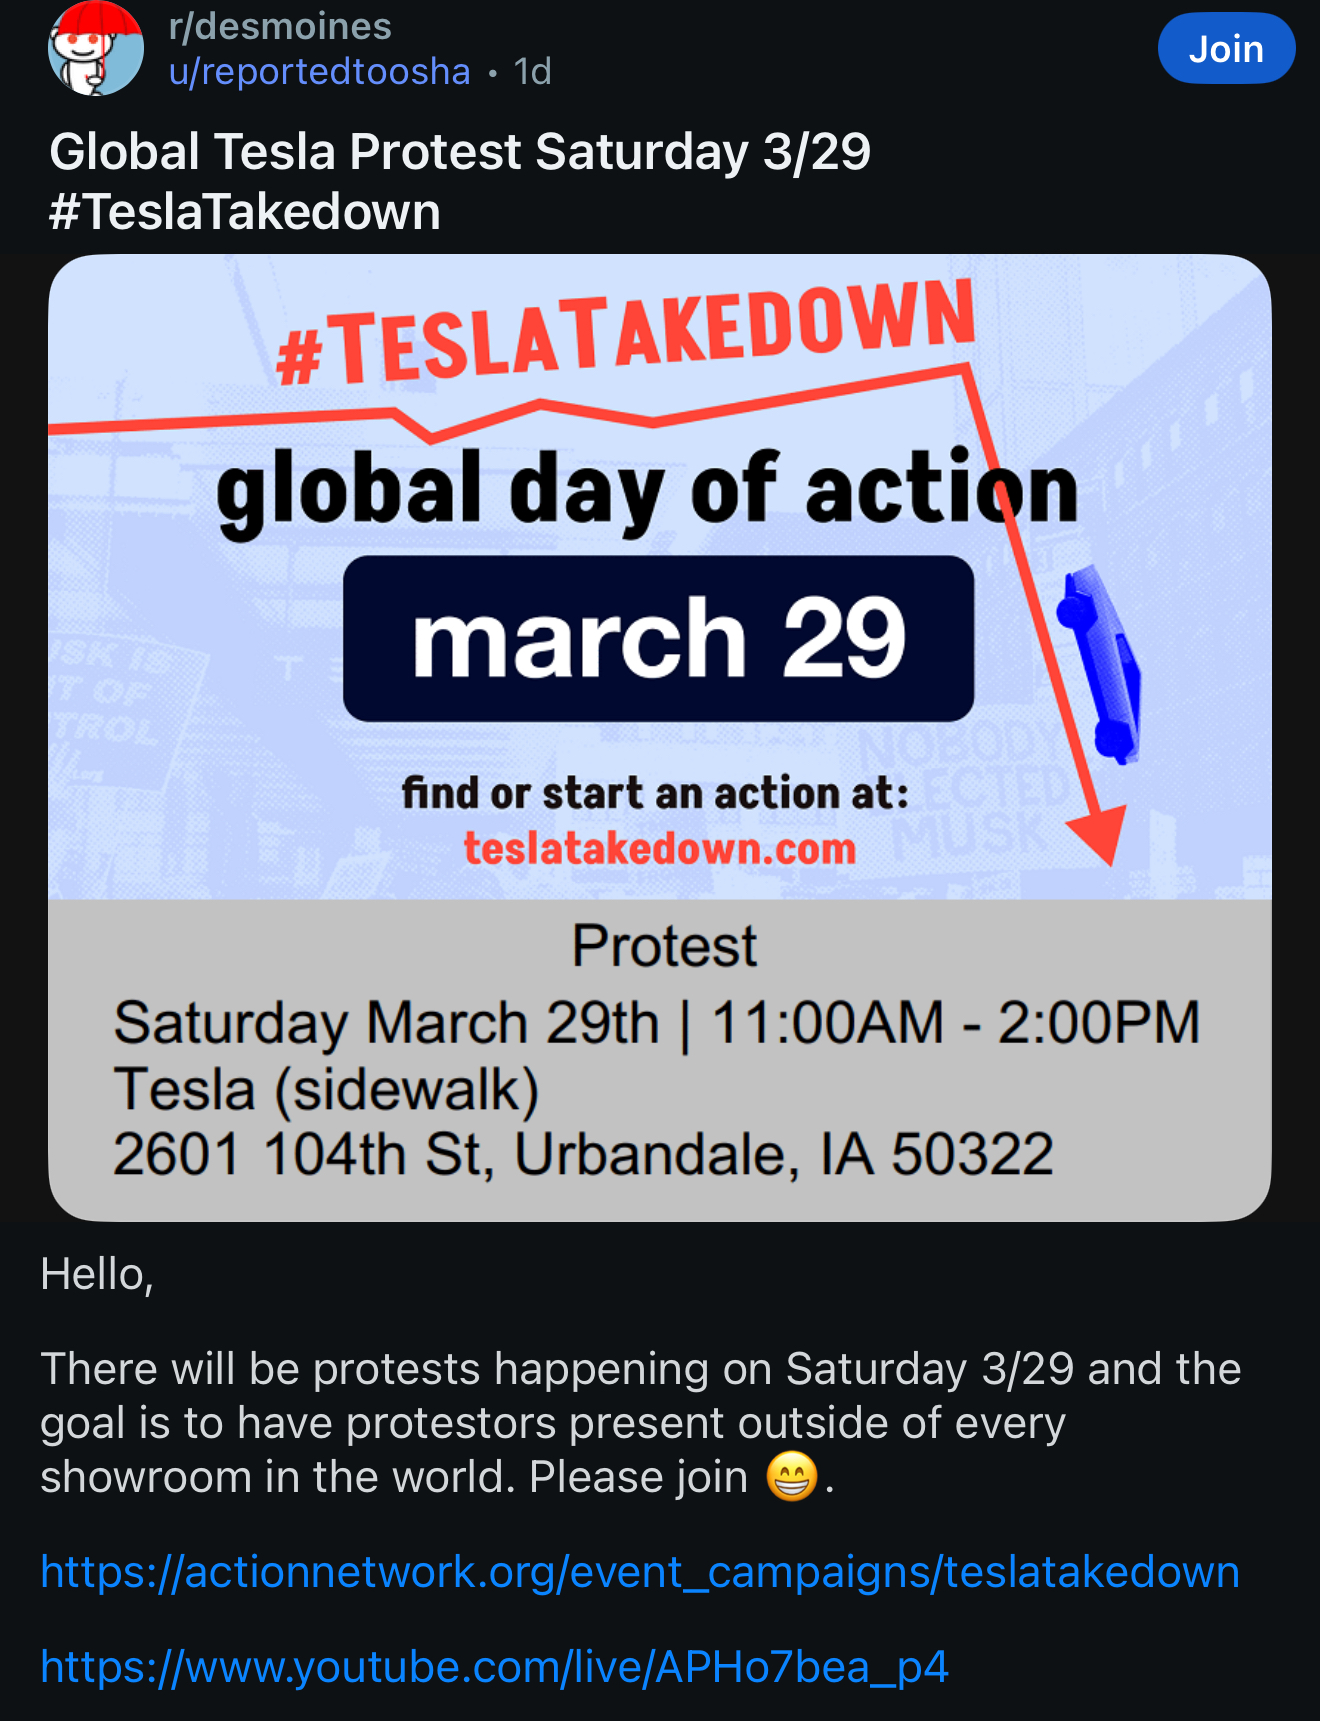 r/desmoines
u/reportedtoosha • 1d
Join
Global Tesla Protest Saturday 3/29
#TeslaTakedown
#TESLATAKEDOWN
global day of action
march 29
ISK IS
T OF
TROL
NOBODY
ELECTED
MUSK
find or start an action at:
teslatakedown.com
Protest
Saturday March 29th | 11:00AM - 2:00PM
Tesla (sidewalk)
2601 104th St, Urbandale, IA 50322
Hello,
There will be protests happening on Saturday 3/29 and the
goal is to have protestors present outside of every
showroom in the world. Please join 😁.
https://actionnetwork.org/event_campaigns/teslatakedown
https://www.youtube.com/live/APHo7bea_p4